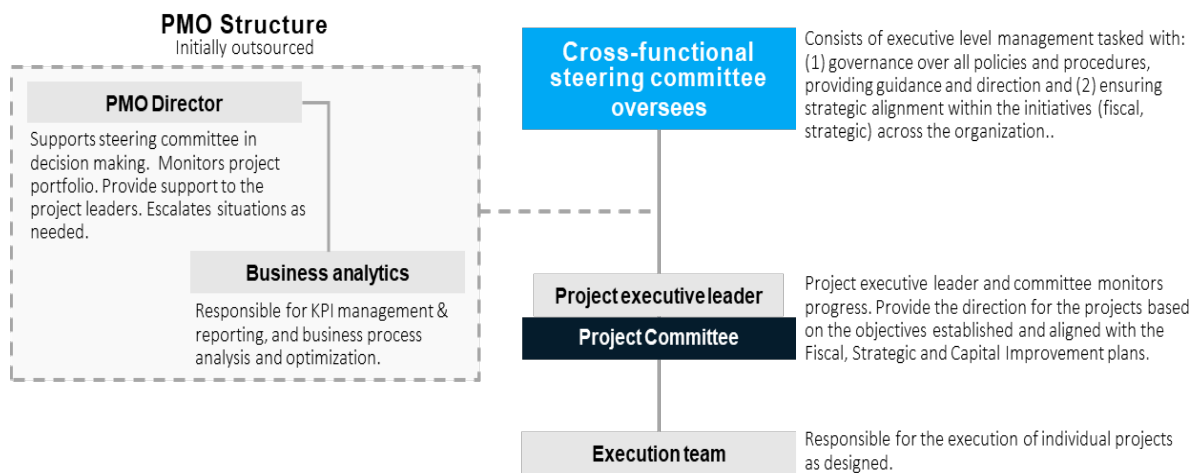 PMO Structure
Initially outsourced
PMO Director
Supports steering committee in
decision making.  Monitors project
portfolio. Provide support to the
project leaders. Escalates situations as
needed.
Business analytics
Responsible for KPI management &
reporting, and business process
analysis and optimization.
Cross-functional
steering committee
oversees
Consists of executive level management tasked with:
(1) governance over all policies and procedures,
providing guidance and direction and (2) ensuring
strategic alignment within the initiatives (fiscal,
strategic) across the organization..
Project executive leader
Project Committee
Project executive leader and committee monitors
progress. Provide the direction for the projects based
on the objectives established and aligned with the
Fiscal, Strategic and Capital Improvement plans.
Execution team
Responsible for the execution of individual projects
as designed.